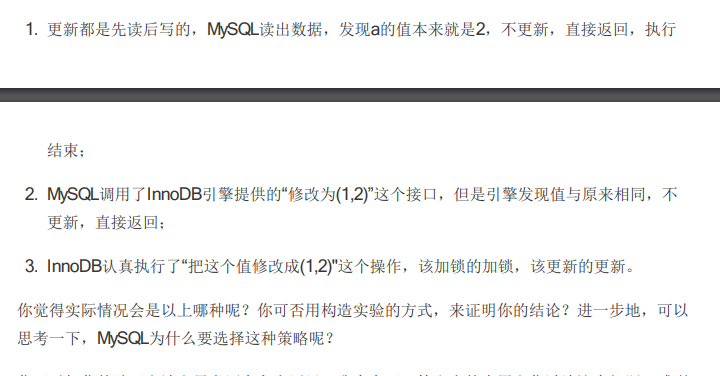 1. 更新都是先读后写的，MySQL读出数据，发现a的值本来就是2，不更新，直接返回，执行
结束；
2. MySQL调用了InnoDB引擎提供的“修改为(1,2)”这个接口，但是引擎发现值与原来相同，不
更新，直接返回；
3. InnoDB认真执行了“把这个值修改成(1,2)"这个操作，该加锁的加锁，该更新的更新。
你觉得实际情况会是以上哪种呢？你可否用构造实验的方式，来证明你的结论？进一步地，可以
思考一下，MySQL为什么要选择这种策略呢？